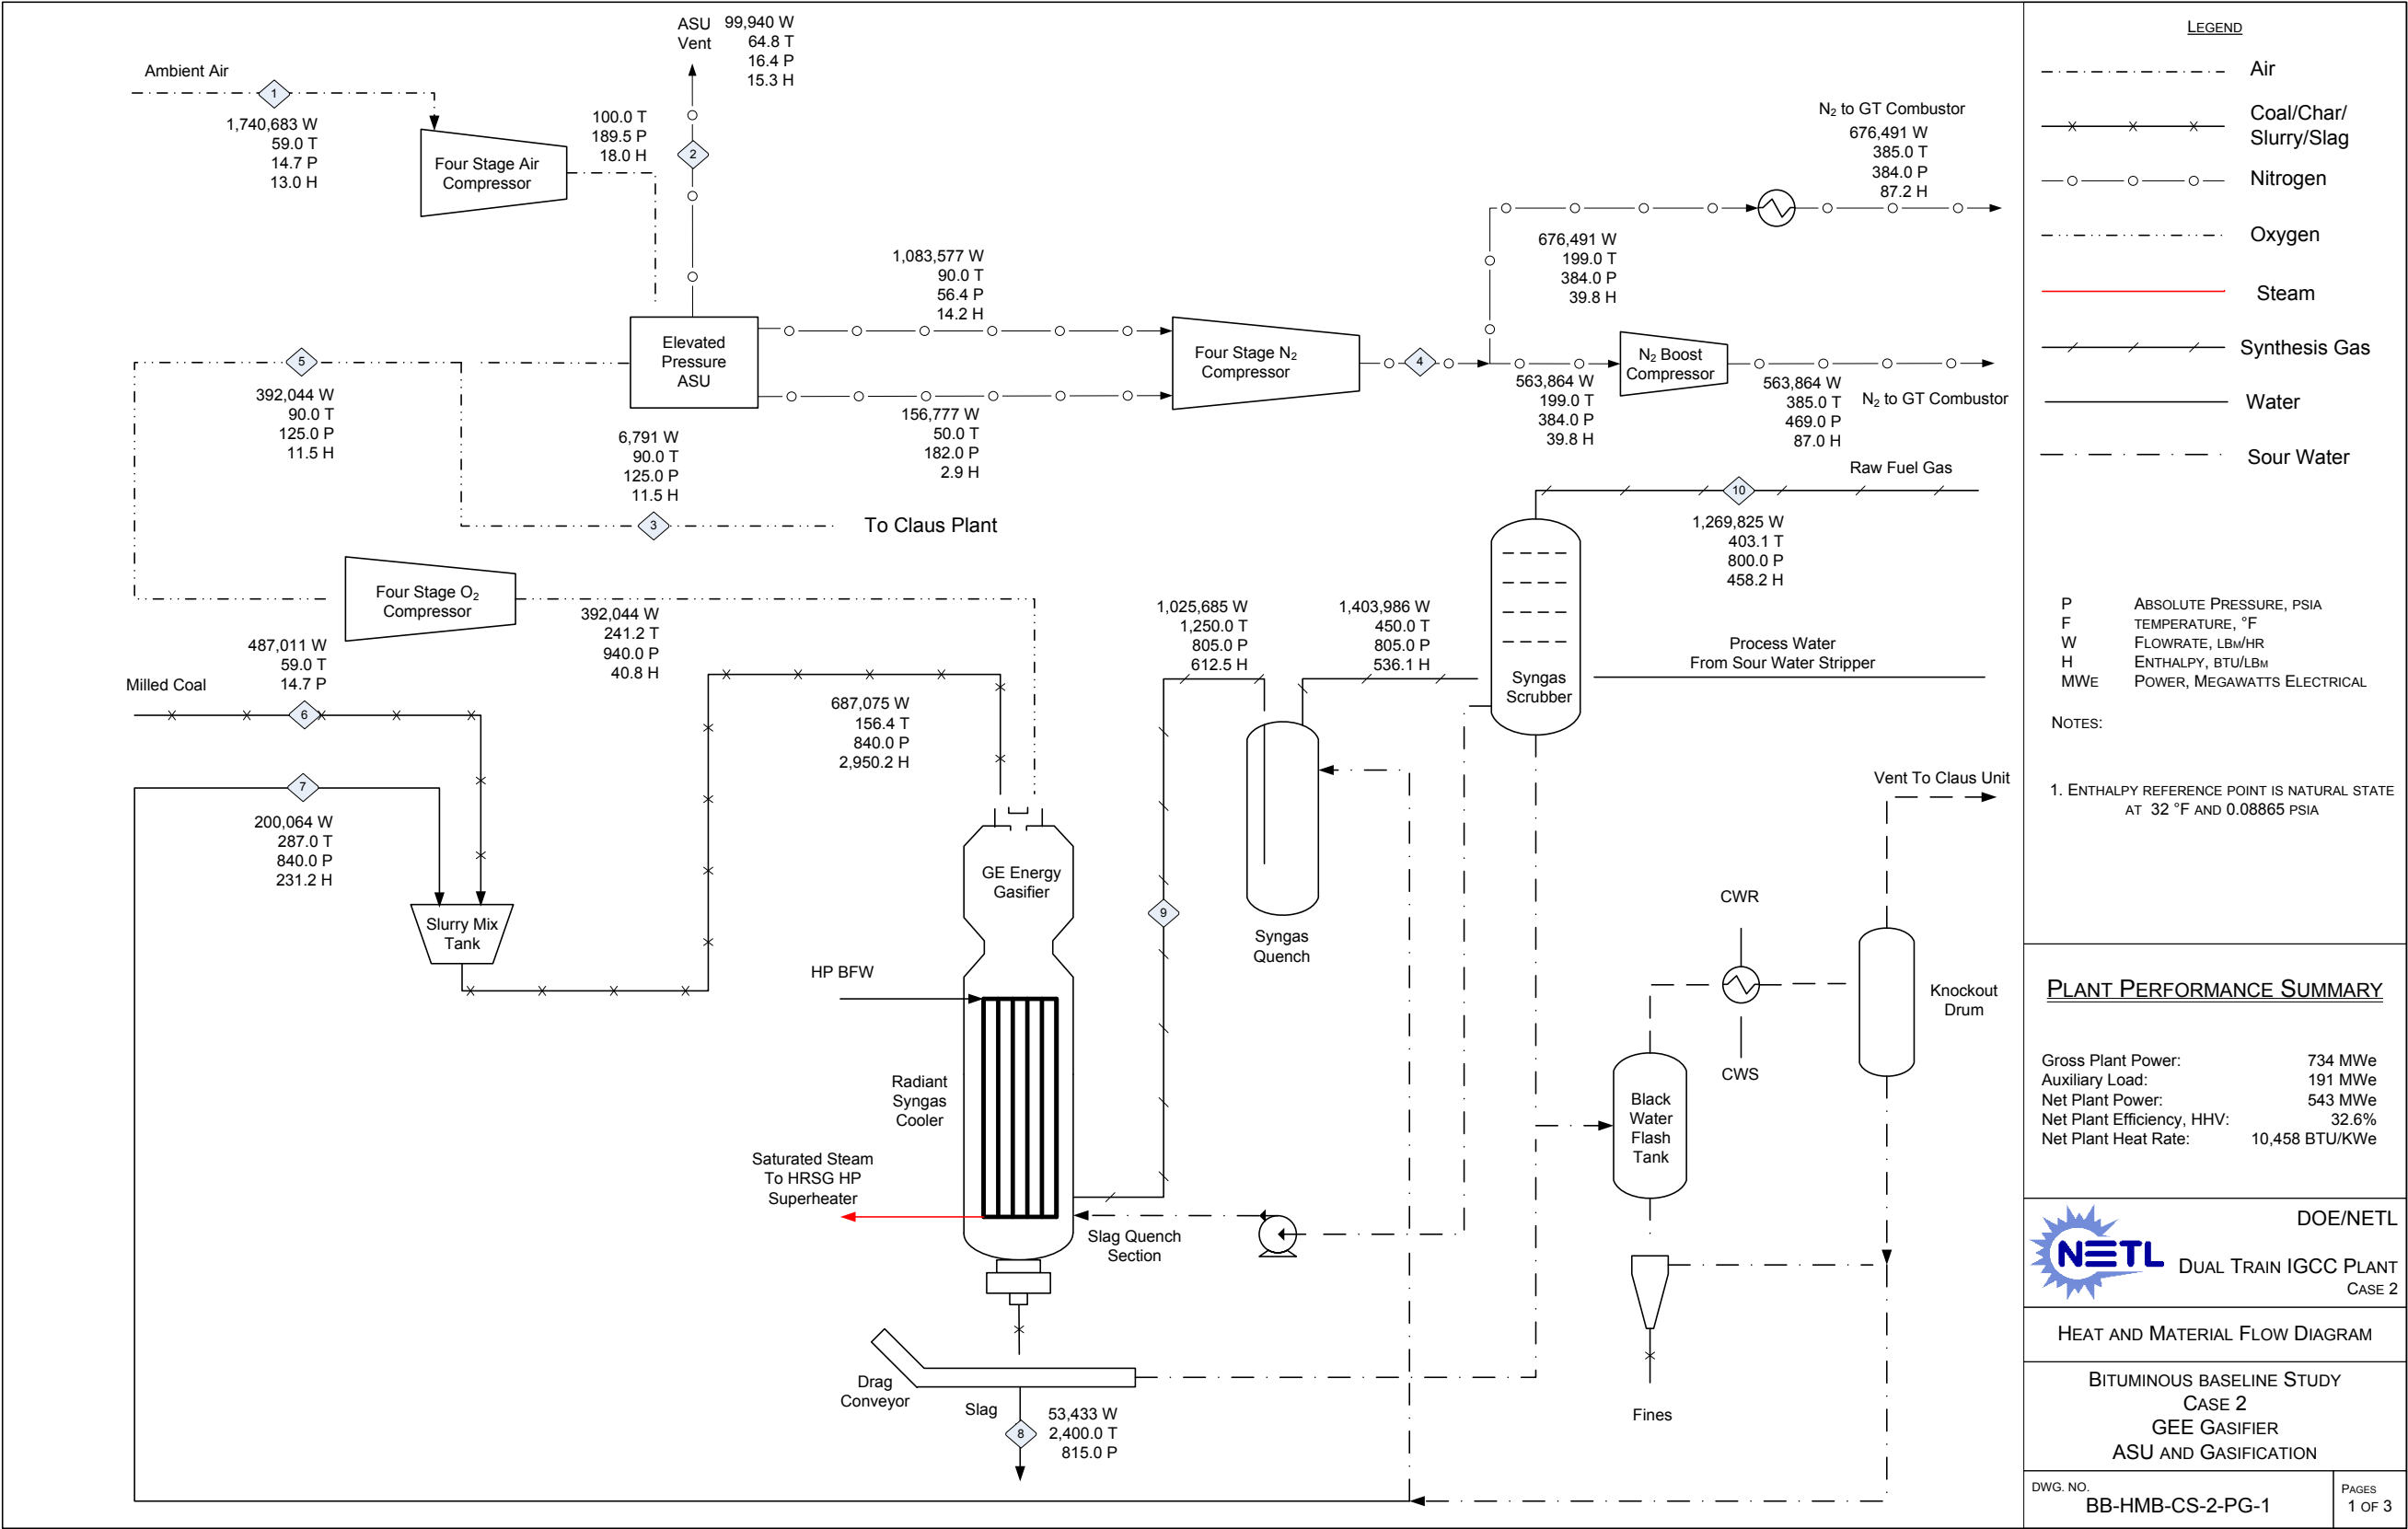 ASU
Vent
99,940 W
64.8 T
16.4 P
15.3 H
Ambient Air
1
1,740,683 W
59.0 T
14.7 P
13.0 H
Four Stage Air
Compressor
100.0 T
189.5 P
18.0 H
2
N2 to GT Combustor
676,491 W
385.0 T
384.0 P
87.2 H
1,083,577 W
90.0 T
56.4 P
14.2 H
676,491 W
199.0 T
384.0 P
39.8 H
Elevated
Pressure
ASU
Four Stage N2
Compressor
4
N2 Boost
Compressor
5
392,044 W
90.0 T
125.0 P
11.5 H
156,777 W
50.0 T
182.0 P
2.9 H
563,864 W
199.0 T
384.0 P
39.8 H
563,864 W
385.0 T
469.0 P
87.0 H
N2 to GT Combustor
6,791 W
90.0 T
125.0 P
11.5 H
3
To Claus Plant
Raw Fuel Gas
10
1,269,825 W
403.1 T
800.0 P
458.2 H
Four Stage O2
Compressor
392,044 W
241.2 T
940.0 P
40.8 H
487,011 W
59.0 T
14.7 P
Milled Coal
6
1,025,685 W
1,250.0 T
805.0 P
612.5 H
1,403,986 W
450.0 T
805.0 P
536.1 H
Process Water
From Sour Water Stripper
Syngas
Scrubber
687,075 W
156.4 T
840.0 P
2,950.2 H
7
200,064 W
287.0 T
840.0 P
231.2 H
Vent To Claus Unit
GE Energy
Gasifier
Slurry Mix
Tank
9
Syngas
Quench
CWR
HP BFW
Knockout
Drum
CWS
Radiant
Syngas
Cooler
Black
Water
Flash
Tank
Saturated Steam
To HRSG HP
Superheater
Slag Quench
Section
Drag
Conveyor
Slag
8
53,433 W
2,400.0 T
815.0 P
Fines
LEGEND
Air
Coal/Char/
Slurry/Slag
Nitrogen
Oxygen
Steam
Synthesis Gas
Water
Sour Water
P ABSOLUTE PRESSURE, PSIA
F TEMPERATURE, °F
W FLOWRATE, LBM/HR
H ENTHALPY, BTU/LBM
MWE POWER, MEGAWATTS ELECTRICAL
NOTES:
1. ENTHALPY REFERENCE POINT IS NATURAL STATE
AT 32 °F AND 0.08865 PSIA
PLANT PERFORMANCE SUMMARY
Gross Plant Power: 734 MWe
Auxiliary Load: 191 MWe
Net Plant Power: 543 MWe
Net Plant Efficiency, HHV: 32.6%
Net Plant Heat Rate: 10,458 BTU/KWe
NETL
DOE/NETL
DUAL TRAIN IGCC PLANT
CASE 2
HEAT AND MATERIAL FLOW DIAGRAM
BITUMINOUS BASELINE STUDY
CASE 2
GEE GASIFIER
ASU AND GASIFICATION
DWG. NO.
BB-HMB-CS-2-PG-1
PAGES
1 OF 3